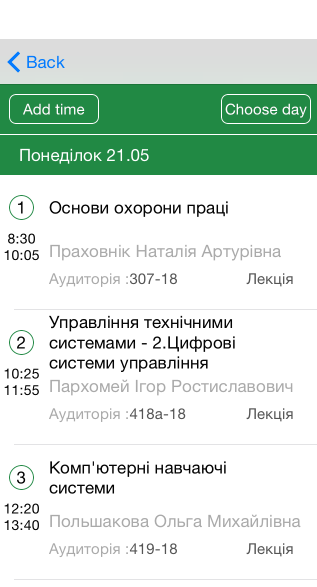 Back
Add time Choose day
Понеділок 21.05
1 Основи охорони праці
8:30
10:05
Праховнік Наталія Артурівна
Аудиторія :307-18 Лекція
Управління технічними
2 системами - 2.Цифрові
системи управління
10:25
11:55
Пархомей Ігор Ростиславович
Аудиторія :418а-18 Лекція
3 Комп'ютерні навчаючі
системи
12:20
13:40
Польшакова Ольга Михайлівна
Аудиторія :419-18 Лекція